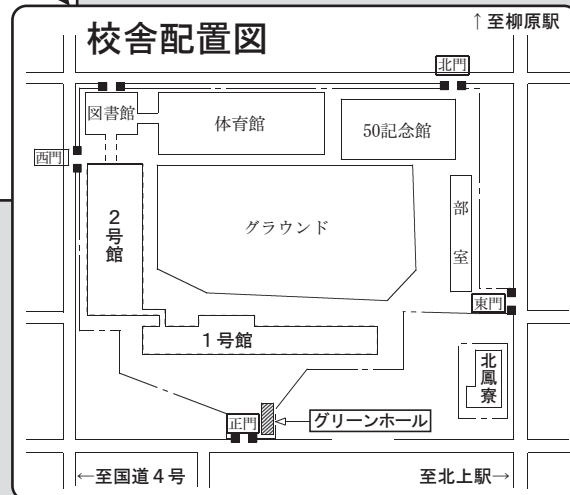 校舎配置図
↑至柳原駅
北門
図書館
体育館
50記念館
西門
2号館
グラウンド
部室
東門
1号館
北鳳寮
正門
グリーンホール
←至国道4号
至北上駅→